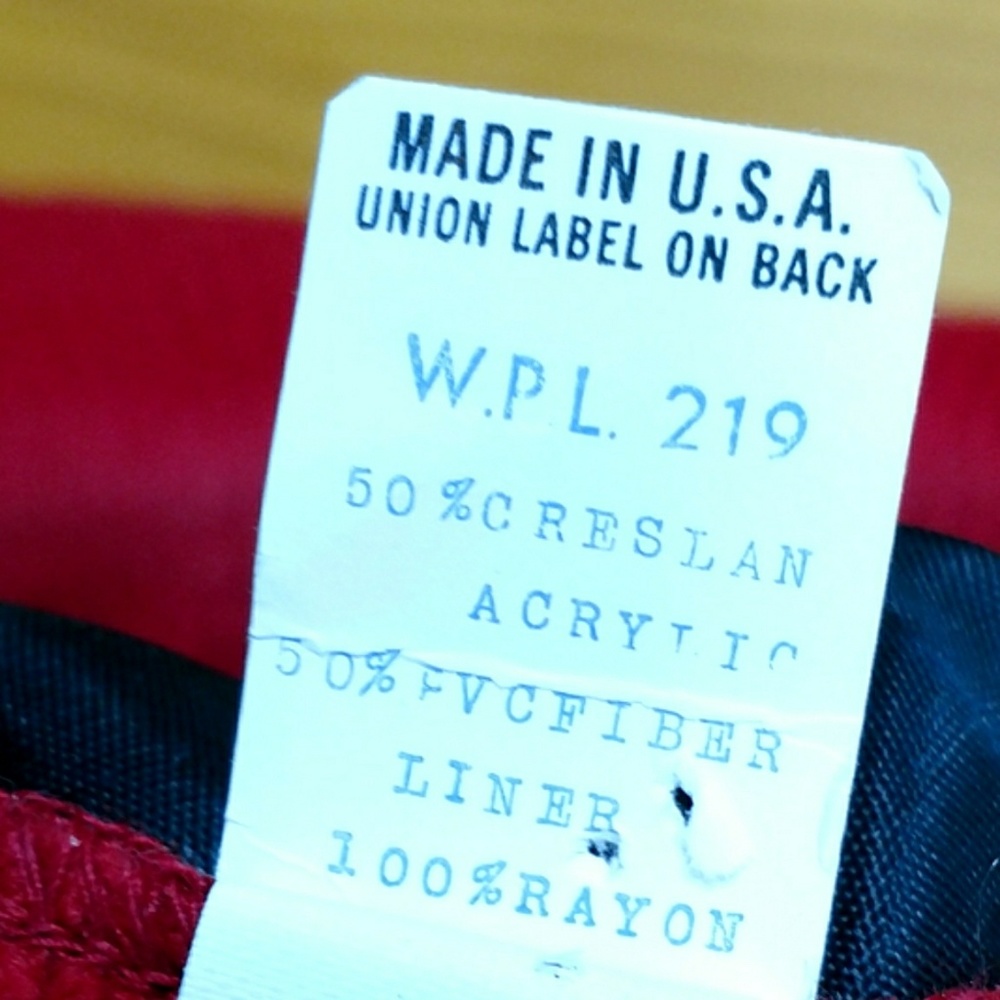 MADE IN U.S.A.
UNION LABEL ON BACK
W.P.L. 219
50%CRESLAN
ACRYLIC
50%PVCFIBER
LINER
100%RAYON